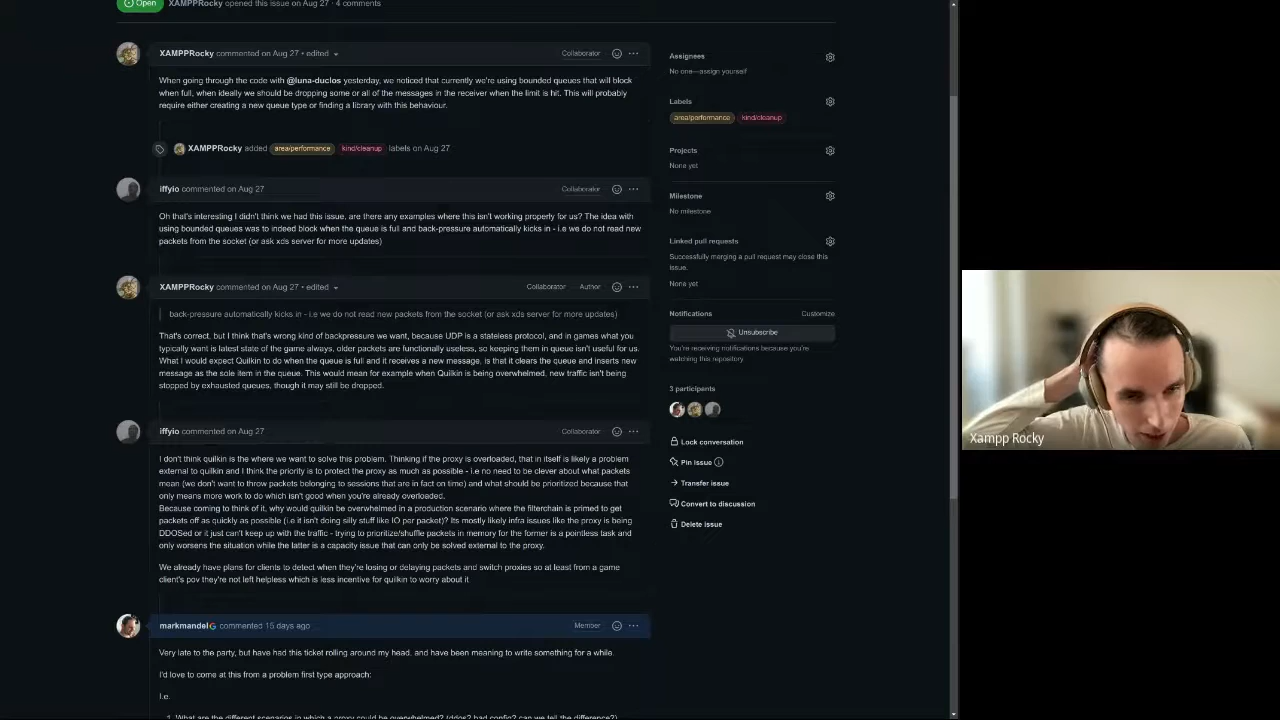 Open XAMPPRocky opened this issue on Aug 27 · 4 comments
XAMPPRocky commented on Aug 27 • edited Collaborator
When going through the code with @luna-duclos yesterday, we noticed that currently we're using bounded queues that will block
when full, when ideally we should be dropping some or all of the messages in the receiver when the limit is hit. This will probably
require either creating a new queue type or finding a library with this behaviour.
XAMPPRocky added area/performance kind/cleanup labels on Aug 27
iffyio commented on Aug 27 Collaborator
Oh that's interesting I didn't think we had this issue, are there any examples where this isn't working properly for us? The idea with
using bounded queues was to indeed block when the queue is full and back-pressure automatically kicks in - i.e we do not read new
packets from the socket (or ask xds server for more updates)
XAMPPRocky commented on Aug 27 • edited Collaborator Author
back-pressure automatically kicks in - i.e we do not read new packets from the socket (or ask xds server for more updates)
That's correct, but I think that's wrong kind of backpressure we want, because UDP is a stateless protocol, and in games what you
typically want is latest state of the game always, older packets are functionally useless, so keeping them in queue isn't useful for us.
What I would expect Quilkin to do when the queue is full and it receives a new message, is that it clears the queue and inserts new
message as the sole item in the queue. This would mean for example when Quilkin is being overwhelmed, new traffic isn't being
stopped by exhausted queues, though it may still be dropped.
iffyio commented on Aug 27 Collaborator
I don't think quilkin is the where we want to solve this problem. Thinking if the proxy is overloaded, that in itself is likely a problem
external to quilkin and I think the priority is to protect the proxy as much as possible - i.e no need to be clever about what packets
mean (we don't want to throw packets belonging to sessions that are in fact on time) and what should be prioritized because that
only means more work to do which isn't good when you're already overloaded.
Because coming to think of it, why would quilkin be overwhelmed in a production scenario where the filterchain is primed to get
packets off as quickly as possible (i.e it isn't doing silly stuff like IO per packet)? Its mostly likely infra issues like the proxy is being
DDOSed or it just can't keep up with the traffic - trying to prioritize/shuffle packets in memory for the former is a pointless task and
only worsens the situation while the latter is a capacity issue that can only be solved external to the proxy.
We already have plans for clients to detect when they're losing or delaying packets and switch proxies so at least from a game
client's pov they're not left helpless which is less incentive for quilkin to worry about it
markmandel commented 15 days ago Member
Very late to the party, but have had this ticket rolling around my head, and have been meaning to write something for a while.
I'd love to come at this from a problem first type approach:
I.e.
1. What are the different scenarios in which a proxy could be overwhelmed? (ddos? bad config? can we tell the difference?)
Assignees
No one—assign yourself
Labels
area/performance kind/cleanup
Projects
None yet
Milestone
No milestone
Linked pull requests
Successfully merging a pull request may close this
issue.
None yet
Notifications Customize
Unsubscribe
You're receiving notifications because you're
watching this repository.
3 participants
Lock conversation
Pin issue
Transfer issue
Convert to discussion
Delete issue
Xampp Rocky